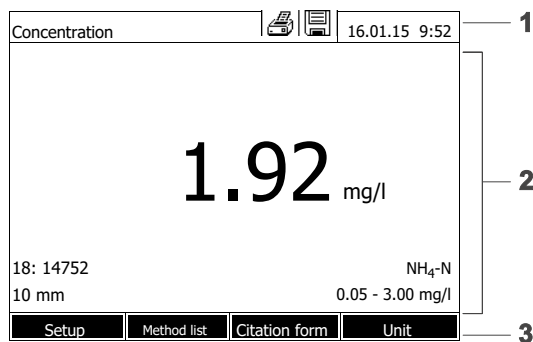 Concentration 16.01.15 9:52 1
2
1.92 mg/l
18: 14752 NH₄-N
10 mm 0.05 - 3.00 mg/l
Setup Method list Citation form Unit 3